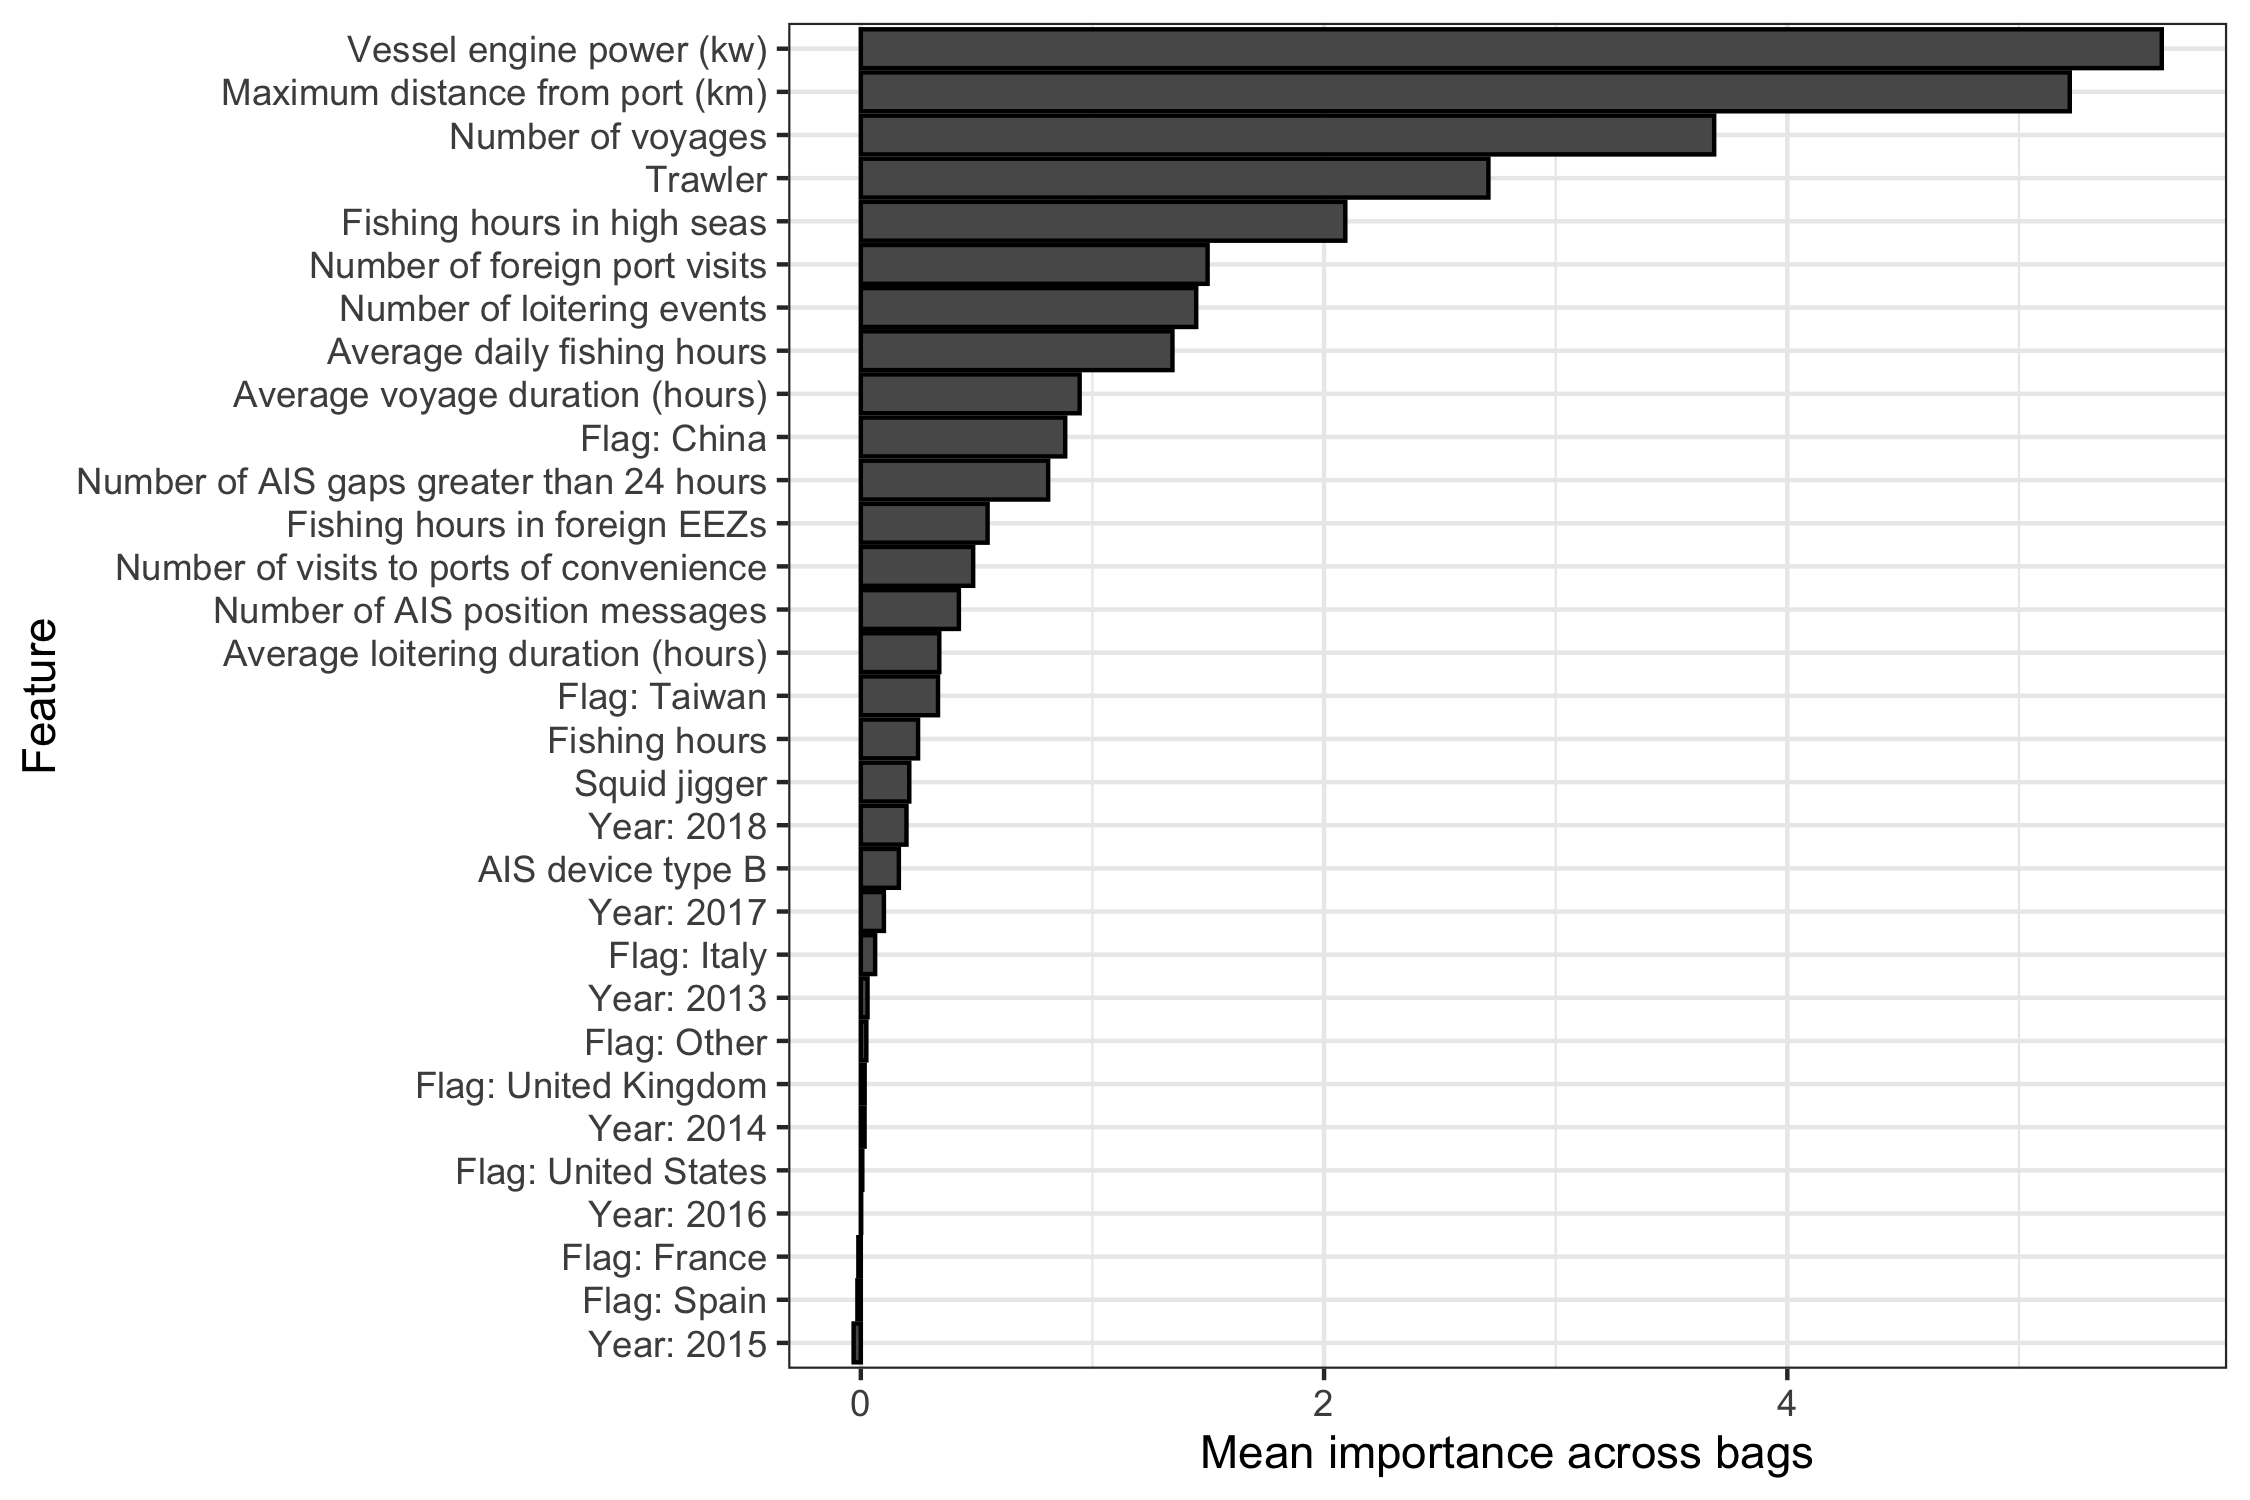 Vessel engine power (kw)
Maximum distance from port (km)
Number of voyages
Trawler
Fishing hours in high seas
Number of foreign port visits
Number of loitering events
Average daily fishing hours
Average voyage duration (hours)
Flag: China
Number of AIS gaps greater than 24 hours
Fishing hours in foreign EEZs
Number of visits to ports of convenience
Number of AIS position messages
Average loitering duration (hours)
Flag: Taiwan
Fishing hours
Squid jigger
Year: 2018
AIS device type B
Year: 2017
Flag: Italy
Year: 2013
Flag: Other
Flag: United Kingdom
Year: 2014
Flag: United States
Year: 2016
Flag: France
Flag: Spain
Year: 2015
Feature
0 2 4
Mean importance across bags